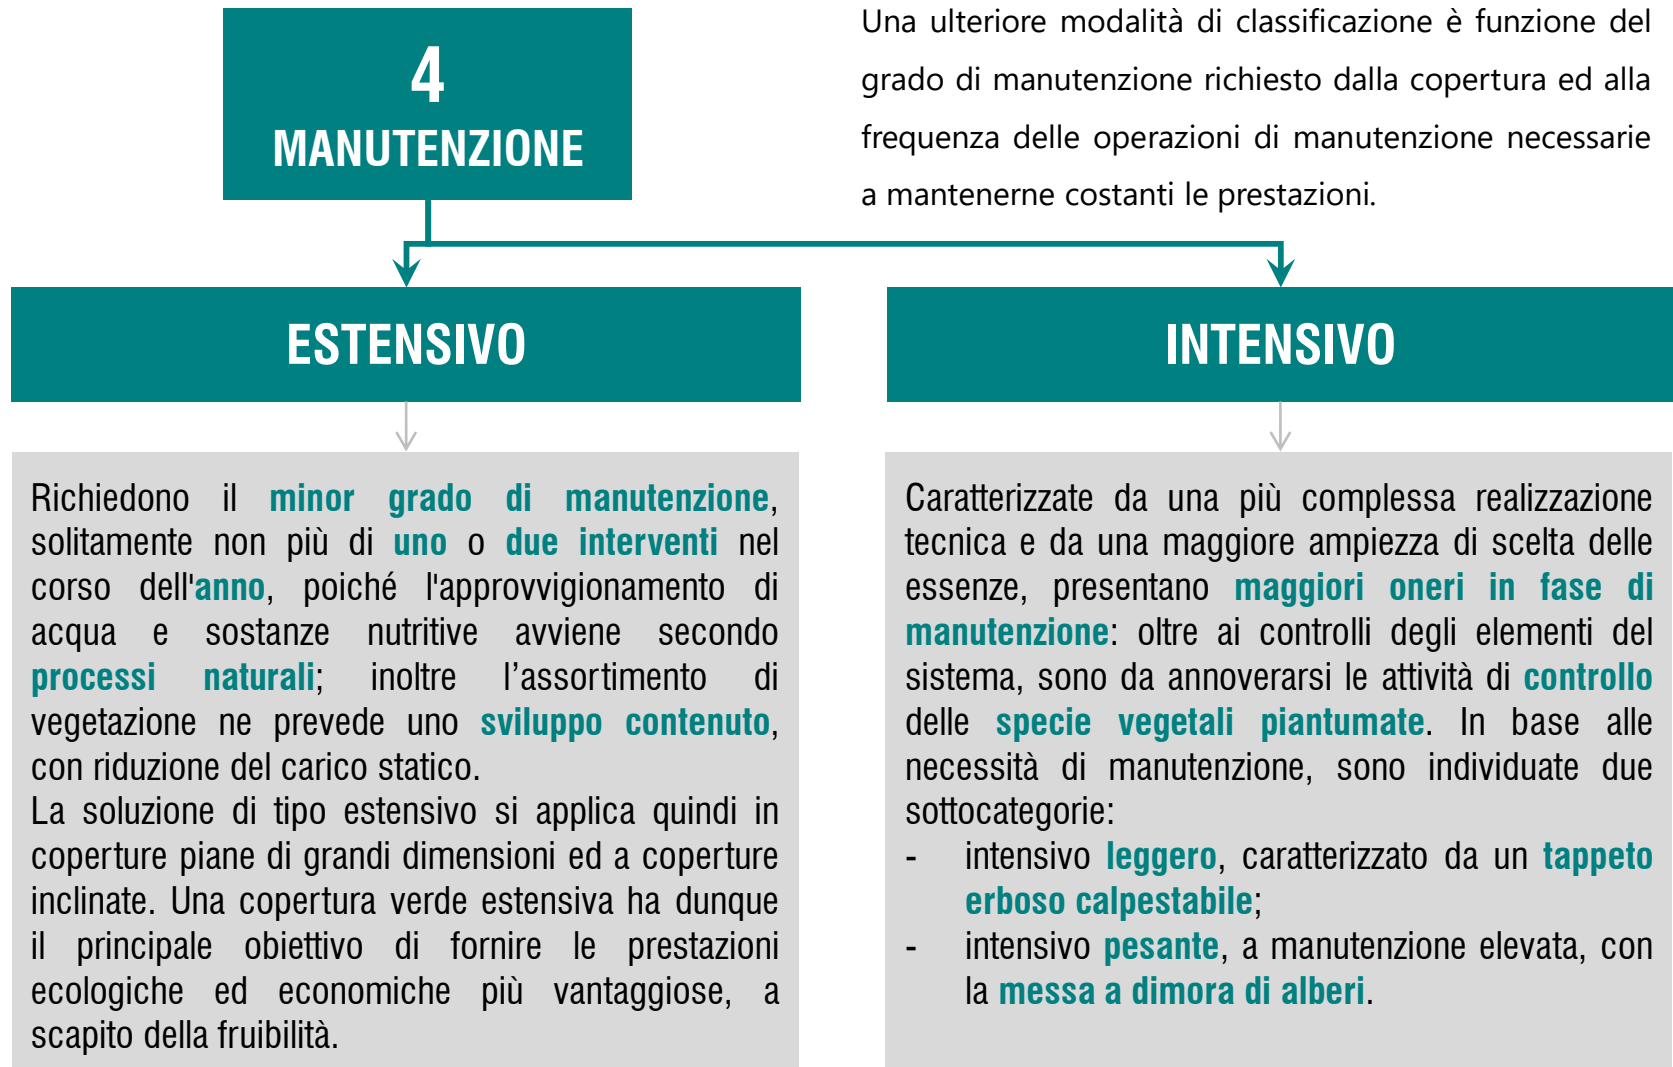 4
MANUTENZIONE
Una ulteriore modalità di classificazione è funzione del
grado di manutenzione richiesto dalla copertura ed alla
frequenza delle operazioni di manutenzione necessarie
a mantenerne costanti le prestazioni.
ESTENSIVO
Richiedono il minor grado di manutenzione,
solitamente non più di uno o due interventi nel
corso dell'anno, poiché l'approvvigionamento di
acqua e sostanze nutritive avviene secondo
processi naturali; inoltre l’assortimento di
vegetazione ne prevede uno sviluppo contenuto,
con riduzione del carico statico.
La soluzione di tipo estensivo si applica quindi in
coperture piane di grandi dimensioni ed a coperture
inclinate. Una copertura verde estensiva ha dunque
il principale obiettivo di fornire le prestazioni
ecologiche ed economiche più vantaggiose, a
scapito della fruibilità.
INTENSIVO
Caratterizzate da una più complessa realizzazione
tecnica e da una maggiore ampiezza di scelta delle
essenze, presentano maggiori oneri in fase di
manutenzione: oltre ai controlli degli elementi del
sistema, sono da annoverarsi le attività di controllo
delle specie vegetali piantumate. In base alle
necessità di manutenzione, sono individuate due
sottocategorie:
- intensivo leggero, caratterizzato da un tappeto
erboso calpestabile;
- intensivo pesante, a manutenzione elevata, con
la messa a dimora di alberi.